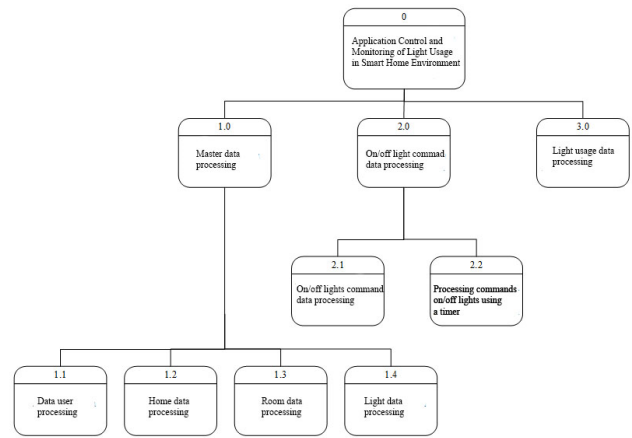 0
Application Control and
Monitoring of Light Usage
in Smart Home Environment
1.0
Master data
processing
2.0
On/off light commad
data processing
3.0
Light usage data
processing
2.1
On/off lights command
data processing
2.2
Processing commands
on/off lights using
a timer
1.1
Data user
processing
1.2
Home data
processing
1.3
Room data
processing
1.4
Light data
processing